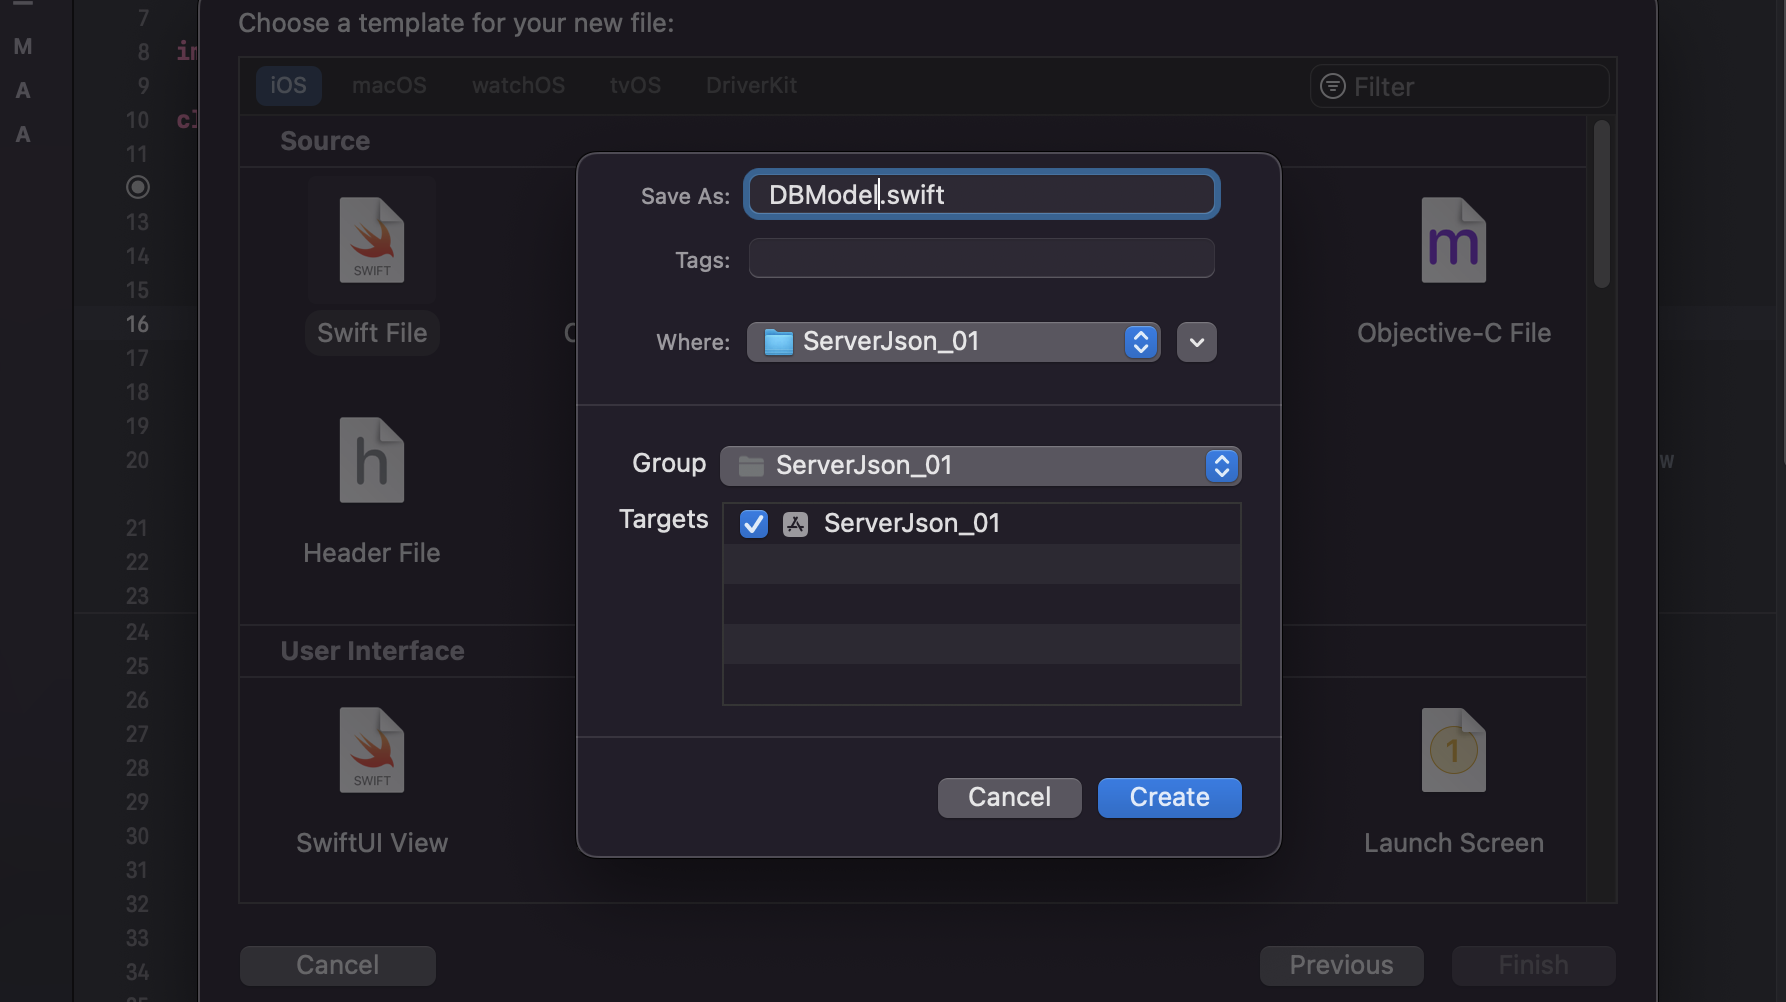 Choose a template for your new file:
iOS macOS watchOS tvOS DriverKit Filter
Source
SWIFT
m
Swift File
Objective-C File
h
Header File
User Interface
SWIFT
1
SwiftUI View
Launch Screen
Cancel Previous Finish
Save As: DBModel.swift
Tags:
Where: ServerJson_01
Group ServerJson_01
Targets ServerJson_01
Cancel Create
M
A
A
7
8
9
10
11
13
14
15
16
17
18
19
20
21
22
23
24
25
26
27
28
29
30
31
32
33
34
w